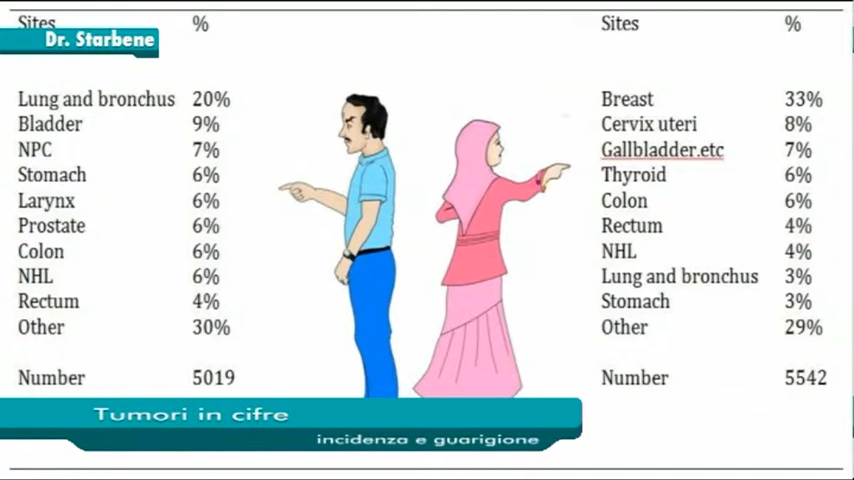 Sites %
Dr. Starbene
Lung and bronchus 20%
Bladder 9%
NPC 7%
Stomach 6%
Larynx 6%
Prostate 6%
Colon 6%
NHL 6%
Rectum 4%
Other 30%
Number 5019
Sites %
Breast 33%
Cervix uteri 8%
Gallbladder.etc 7%
Thyroid 6%
Colon 6%
Rectum 4%
NHL 4%
Lung and bronchus 3%
Stomach 3%
Other 29%
Number 5542
Tumori in cifre
incidenza e guarigione